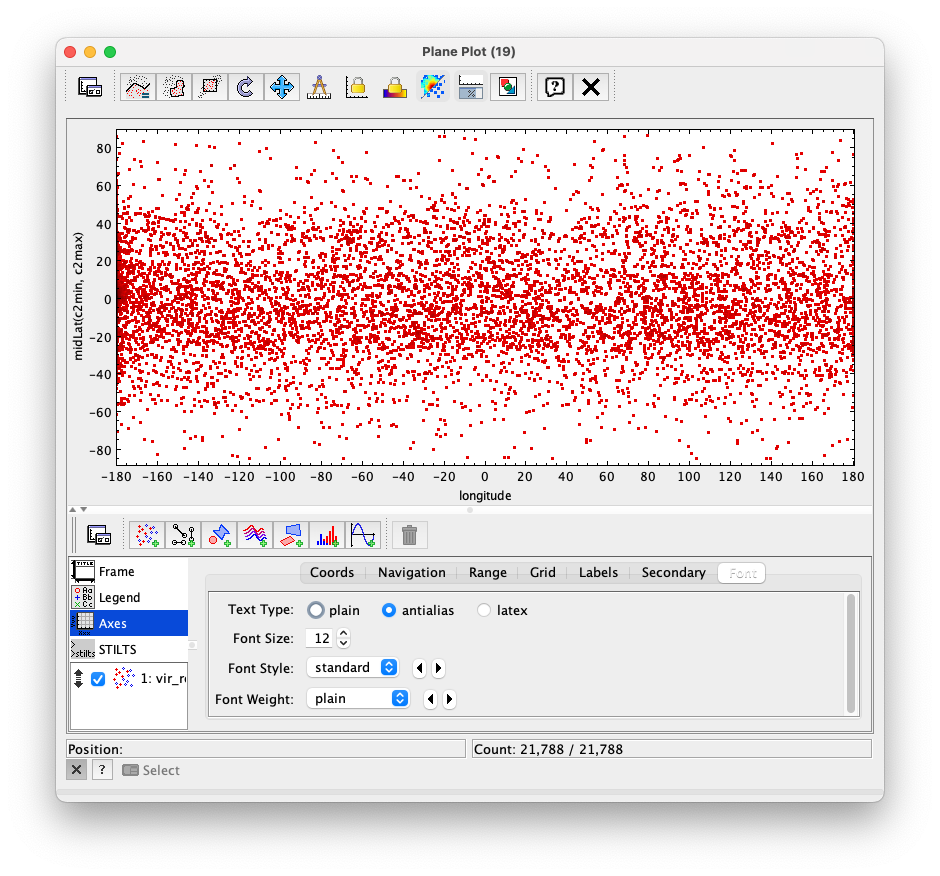 Plane Plot (19)
%
80
60
40
20
0
-20
-40
-60
-80
midLat(c2min, c2max)
-180 -160 -140 -120 -100 -80 -60 -40 -20 0 20 40 60 80 100 120 140 160 180
longitude
Frame
Legend
Axes
STILTS
1: vir_r
Coords Navigation Range Grid Labels Secondary Font
Text Type: plain antialias latex
Font Size: 12
Font Style: standard
Font Weight: plain
Position:
Count: 21,788 / 21,788
? Select